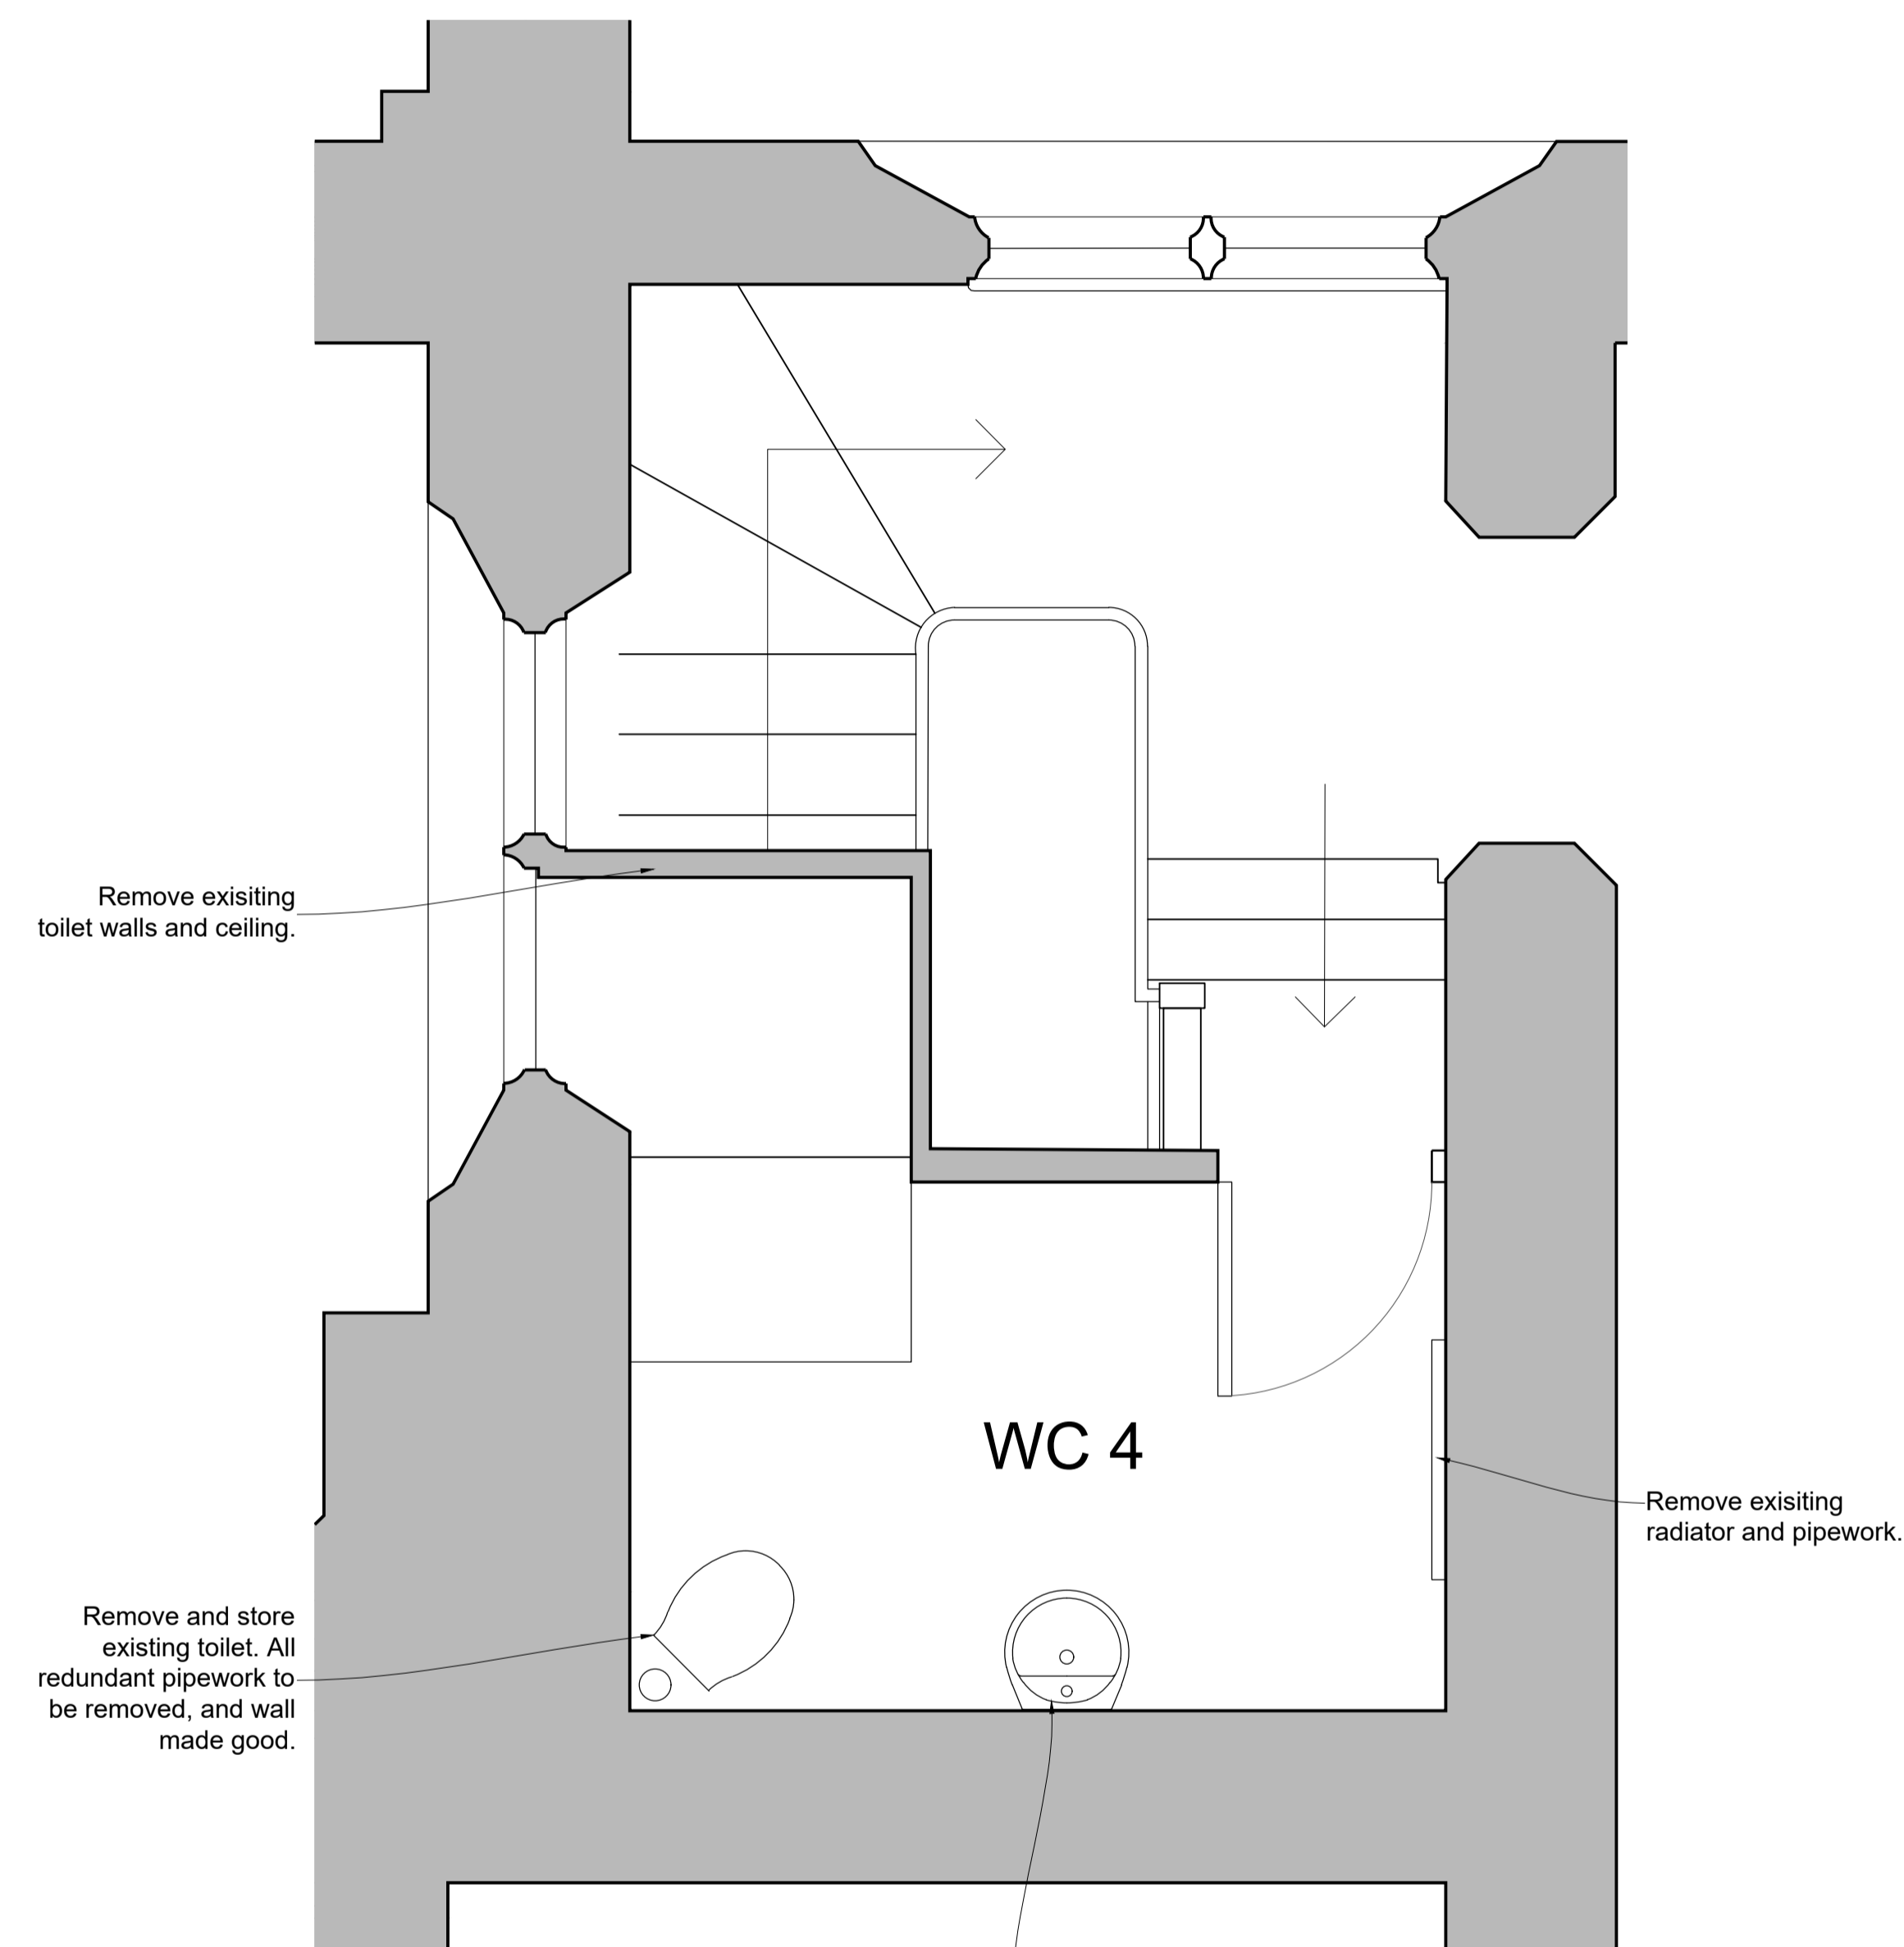 Remove exisiting
toilet walls and ceiling.
WC 4
Remove exisiting
radiator and pipework.
Remove and store
existing toilet. All
redundant pipework to
be removed, and wall
made good.